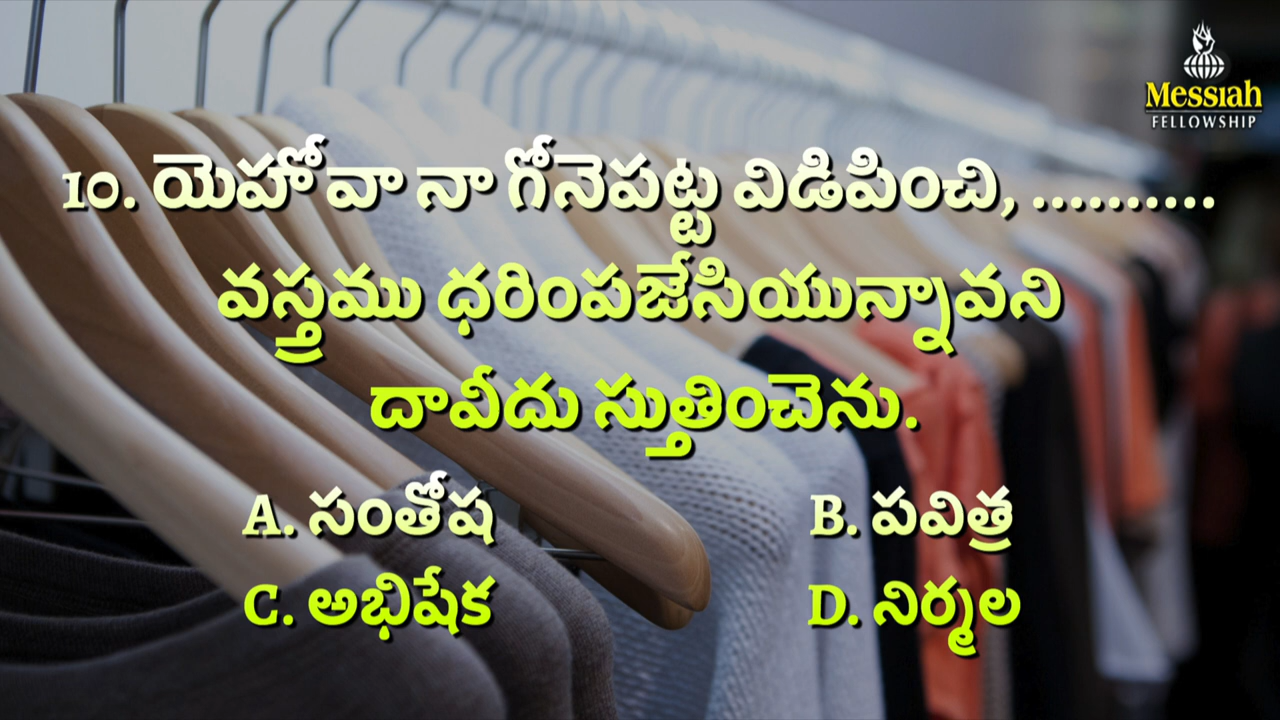 Messiah
FELLOWSHIP
10. యెహోవా నా గోనెపట్ట విడిపించి, ..........
వస్త్రము ధరింపజేసియున్నావని
దావీదు స్తుతించెను.
A. సంతోష B. పవిత్ర
C. అభిషేక D. నిర్మల